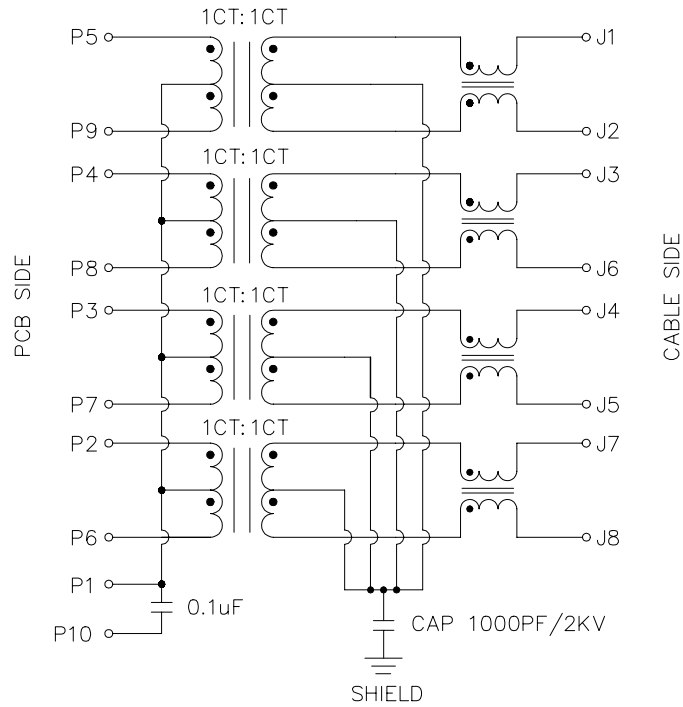 1CT:1CT
P5
J1
P9
J2
1CT:1CT
P4
J3
P8
J6
PCB SIDE
CABLE SIDE
1CT:1CT
P3
J4
P7
J5
1CT:1CT
P2
J7
P6
J8
P1
0.1uF
P10
CAP 1000PF/2KV
SHIELD